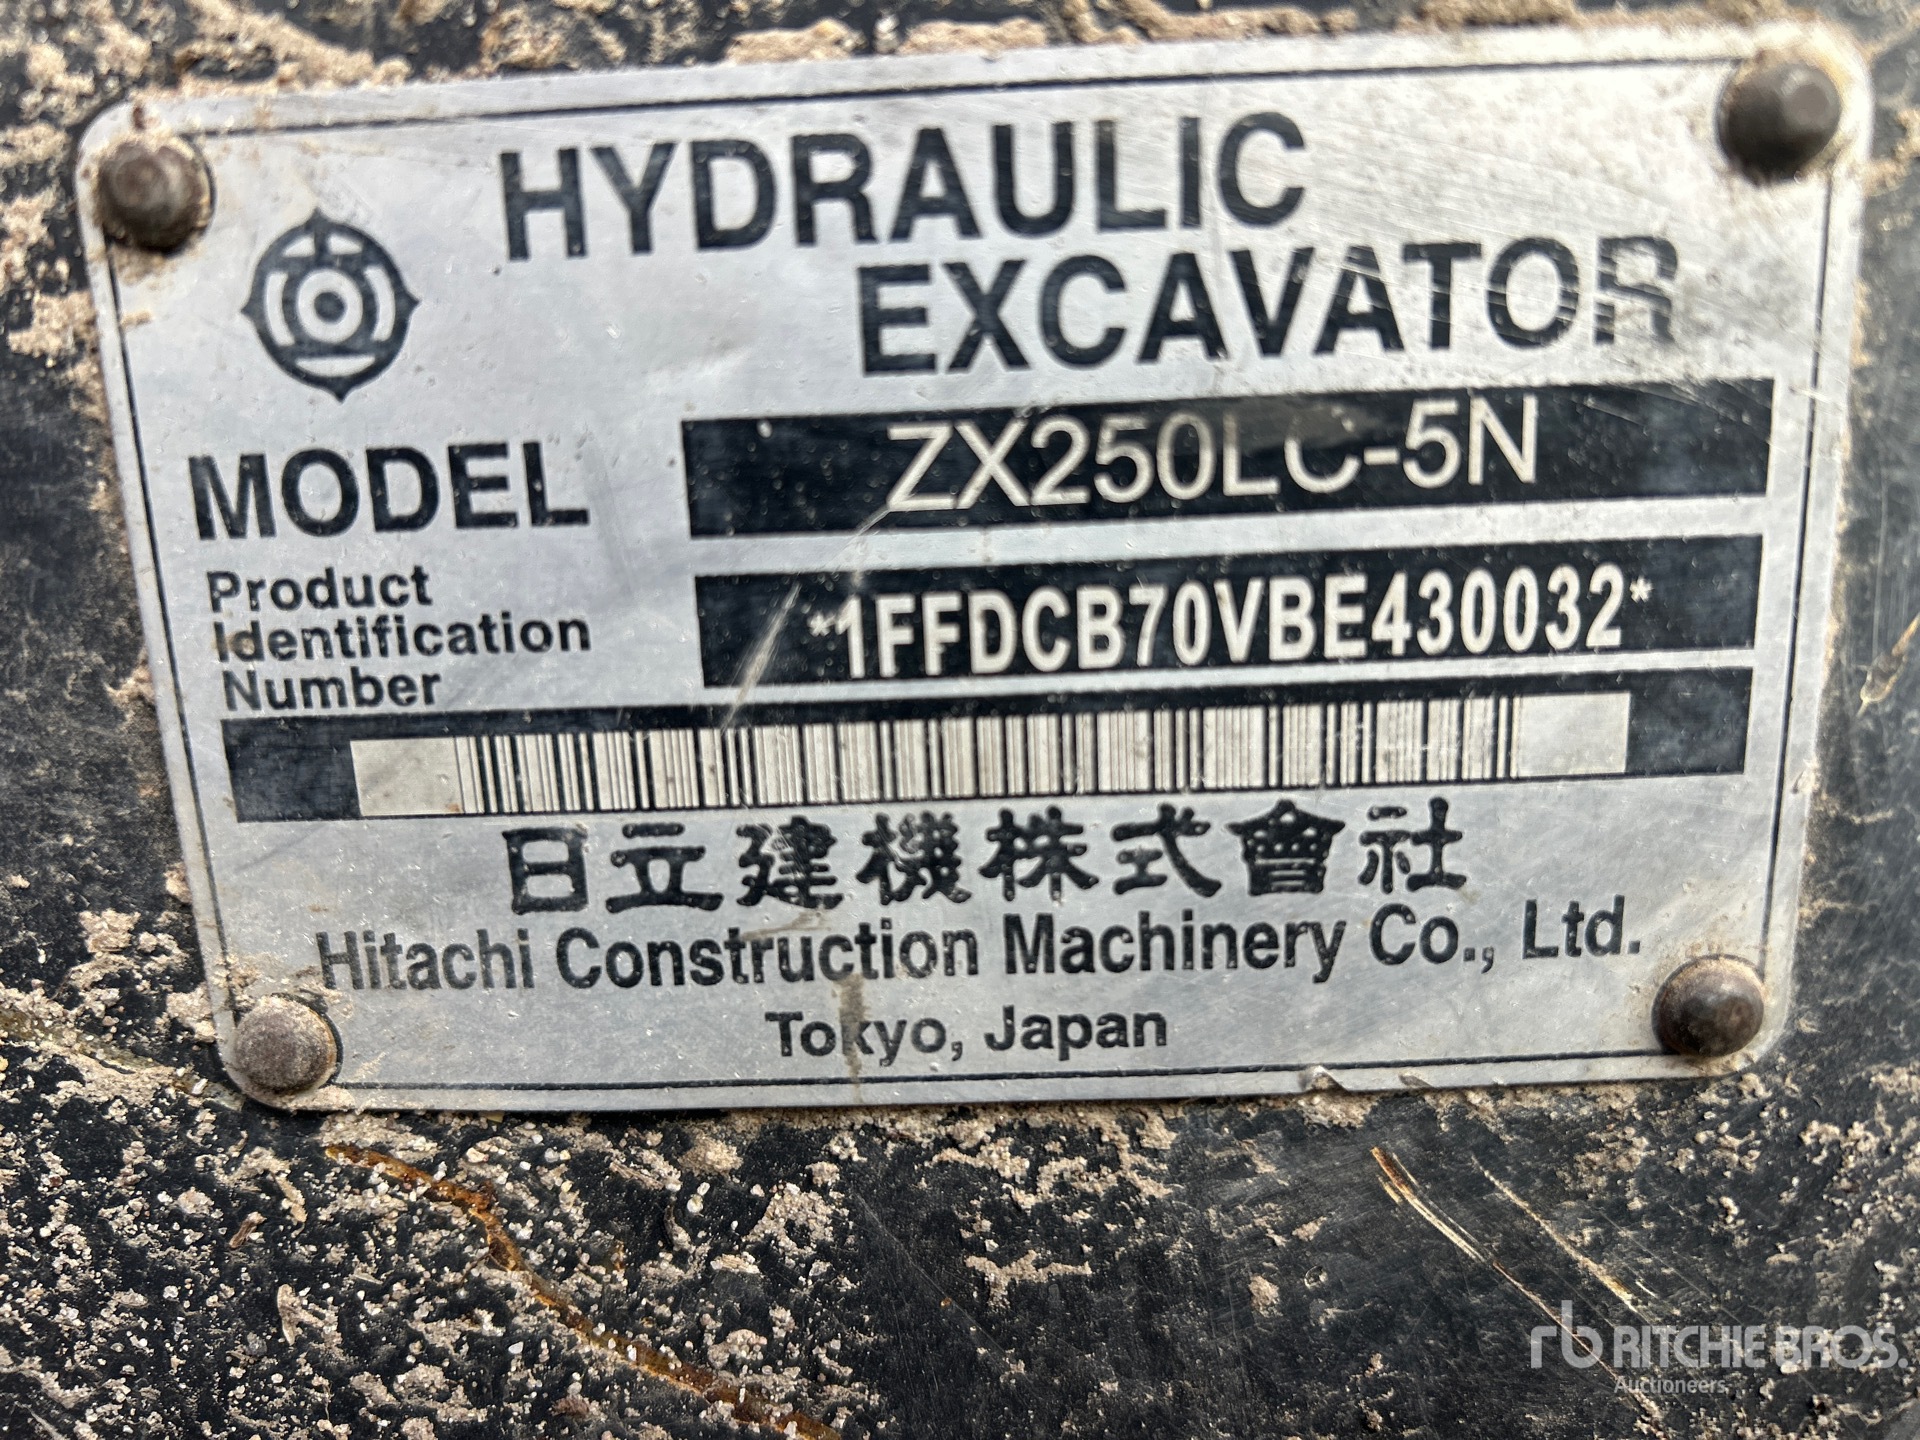 HYDRAULIC
EXCAVATOR
MODEL ZX250LC-5N
Product
Identification
Number
*1FFDCB70VBE430032*
日立建機株式會社
Hitachi Construction Machinery Co., Ltd.
Tokyo, Japan
rb RITCHIE BROS.
Auctioneers